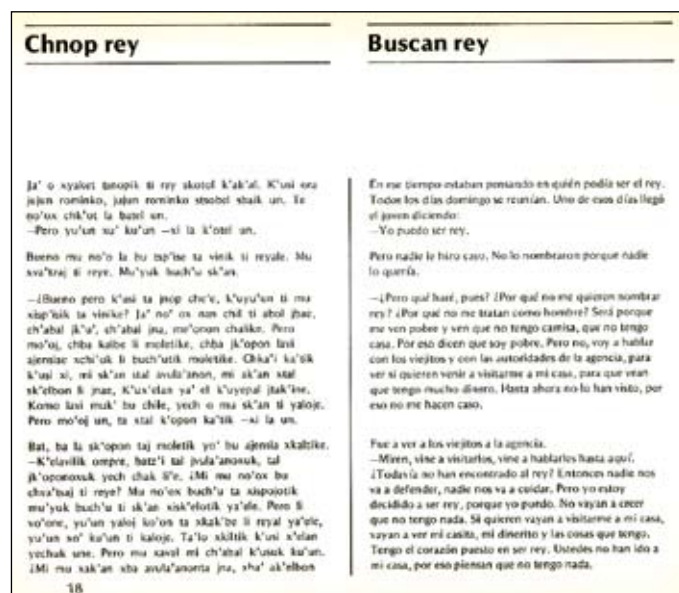 Chnop rey
Ja' o xyaket tanopik ti rey skotol k'ak'al. K'usi ora
jujun rominko, jujun rominko stsobel sbaik un. Te
no'ox chk'ut la batel un.
—Pero yu'un xu' ku'un —xi la k'otel un.
Bueno mu no'o la bu tsp'ise ta vinik ti reyale. Mu
xva'tsaj ti reye. Mu'yuk buch'u sk'an.
—¿Bueno pero k'usi ta jnop che'e, k'uyu'un ti mu
xisp'isik ta vinike? Ja' no' ox nan chil ti abol jbae,
ch'abal jk'u', ch'abal jna, me'onon chalike. Pero
mo'oj, chba kalbe li moletike, chba jk'opon lavi
ajensiae xchi'uk li buch'utik moletike. Chka'i ka'tik
k'usi xi, mi sk'an xtal avula'anon, mi sk'an xtal
sk'elbon li jnae, K'ux'elan ya' el k'uyepal jtak'ine.
Komo lavi muk' bu chile, yech o mu sk'an ti yaloje.
Pero mo'oj un, ta xtal k'opon ka'tik —xi la un.
Bat, ba la sk'opon taj moletik yo' bu ajensia xkaltike.
—K'elavilik ompre, batz'i tal jvula'anoxuk, tal
jk'oponoxuk yech chak li'e. ¿Mi mu no'ox bu
chva'tsaj ti reye? Mu no'ox buch'u ta xispojotik
mu'yuk buch'u ti sk'an xisk'elotik ya'ele. Pero li
vo'one, yu'un yaloj ko'on ta xkak'be li reyal ya'ele,
yu'un xo' ku'un ti kaloje. Ta'lo xkiltik k'usi x'elan
yechuk une. Pero mu xaval mi ch'abal k'usuk ku'un.
¿Mi mu xak'an xba avula'anonta jna, xba' ak'elbon
18
Buscan rey
En ese tiempo estaban pensando en quién podía ser el rey.
Todos los días domingo se reunían. Uno de esos días llegó
el joven diciendo:
—Yo puedo ser rey.
Pero nadie le hizo caso. No lo nombraron porque nadie
lo quería.
—¿Pero qué haré, pues? ¿Por qué no me quieren nombrar
rey? ¿Por qué no me tratan como hombre? Será porque
me ven pobre y ven que no tengo camisa, que no tengo
casa. Por eso dicen que soy pobre. Pero no, voy a hablar
con los viejitos y con las autoridades de la agencia, para
ver si quieren venir a visitarme a mi casa, para que vean
que tengo mucho dinero. Hasta ahora no lo han visto, por
eso no me hacen caso.
Fue a ver a los viejitos a la agencia.
—Miren, vine a visitarlos, vine a hablarles hasta aquí.
¿Todavía no han encontrado al rey? Entonces nadie nos
va a defender, nadie nos va a cuidar. Pero yo estoy
decidido a ser rey, porque yo puedo. No vayan a creer
que no tengo nada. Si quieren vayan a visitarme a mi casa,
vayan a ver mi casita, mi dinerito y las cosas que tengo.
Tengo el corazón puesto en ser rey. Ustedes no han ido a
mi casa, por eso piensan que no tengo nada.